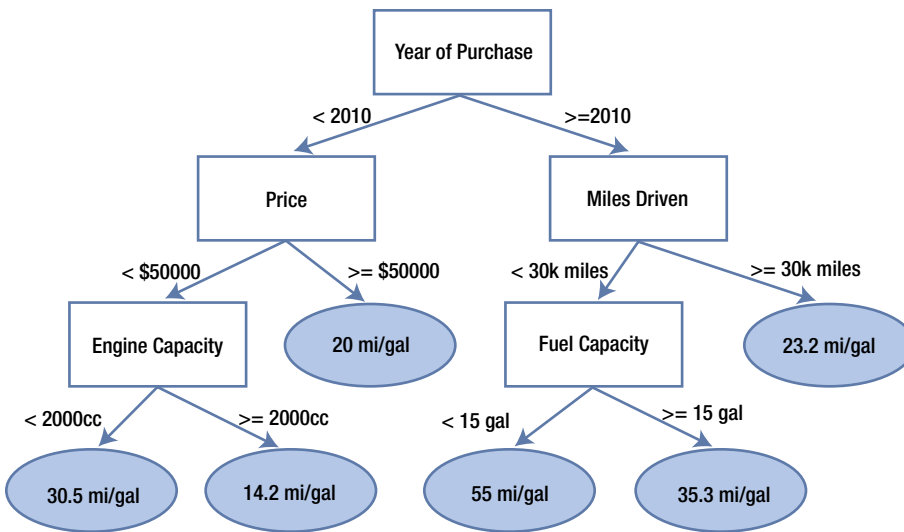 Year of Purchase
< 2010
>=2010
Price
Miles Driven
< $50000
>= $50000
< 30k miles
>= 30k miles
Engine Capacity
20 mi/gal
Fuel Capacity
23.2 mi/gal
< 2000cc
>= 2000cc
< 15 gal
>= 15 gal
30.5 mi/gal
14.2 mi/gal
55 mi/gal
35.3 mi/gal